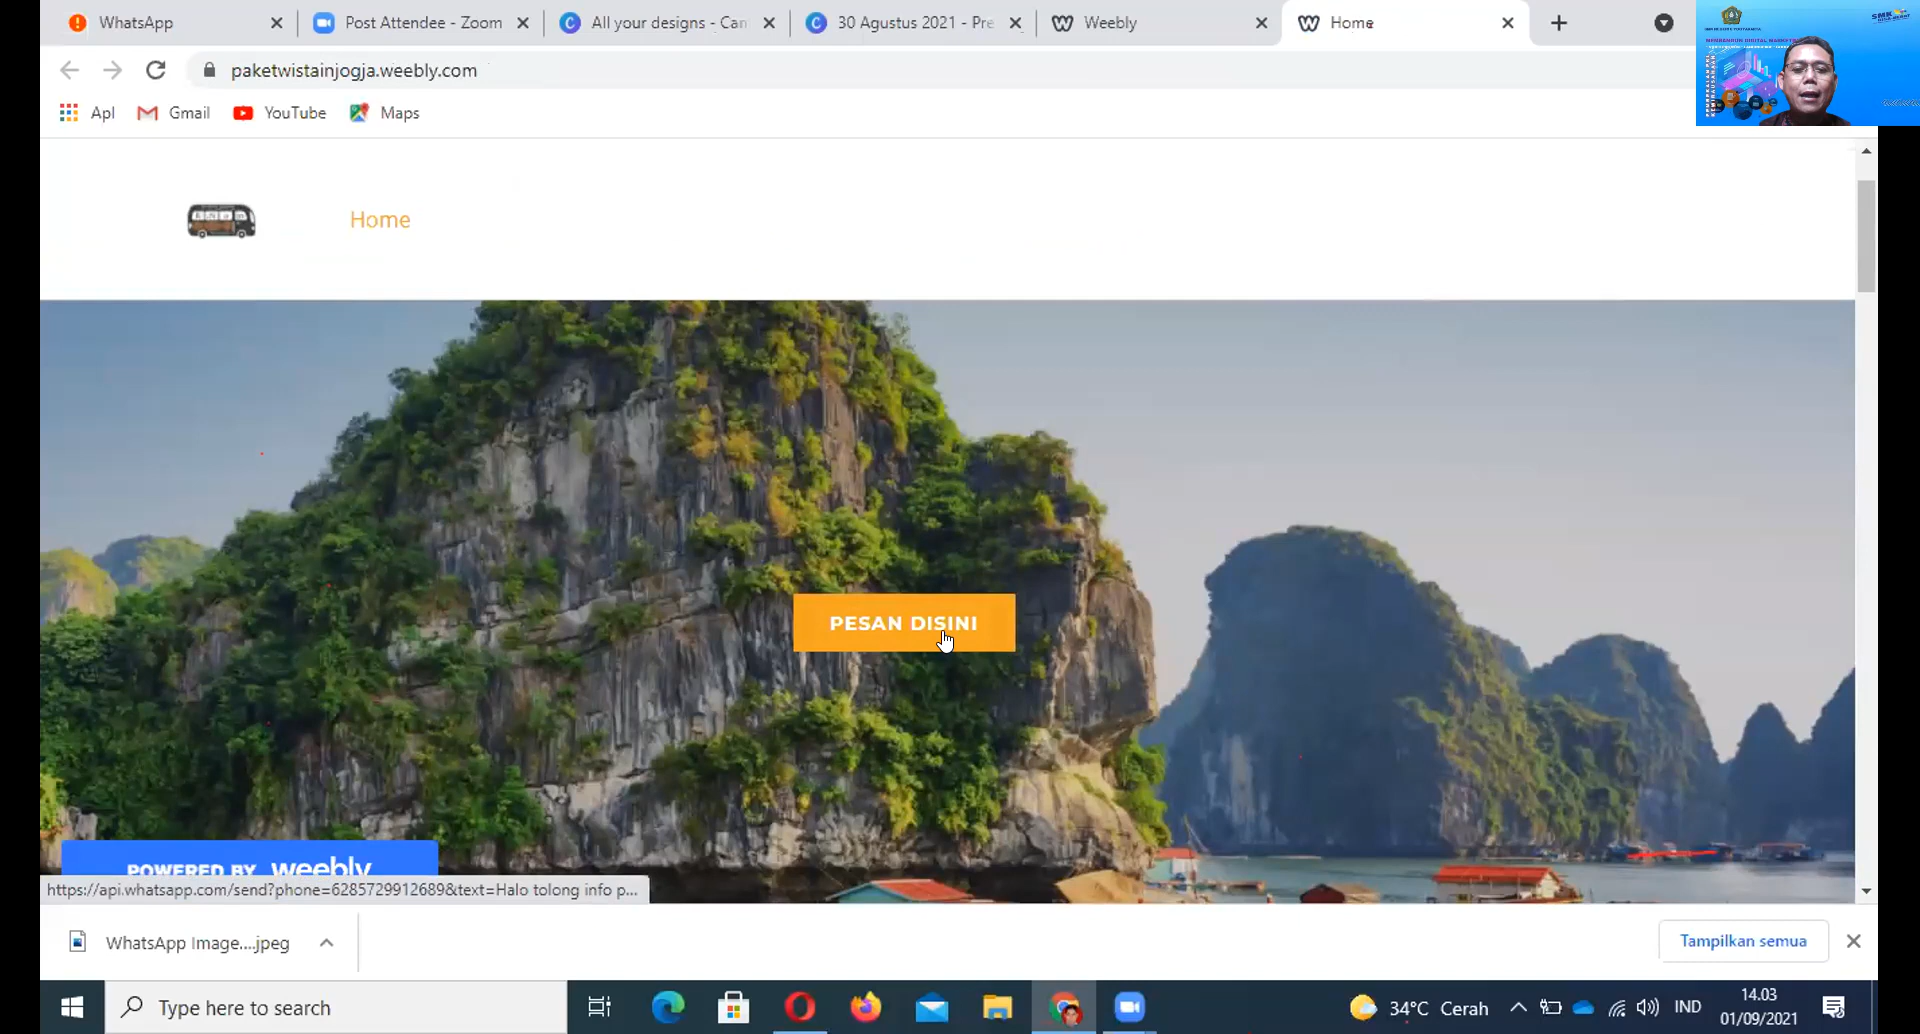 WhatsApp
Post Attendee - Zoom
All your designs - Can
30 Agustus 2021 - Pre
Weebly
Home
paketwistainjogja.weebly.com
Apl
Gmail
YouTube
Maps
Home
PESAN DISINI
POWERED BY weebly
https://api.whatsapp.com/send?phone=6285729912689&text=Halo tolong info p...
WhatsApp Image....jpeg
Tampilkan semua
Type here to search
34°C Cerah
IND
14.03
01/09/2021